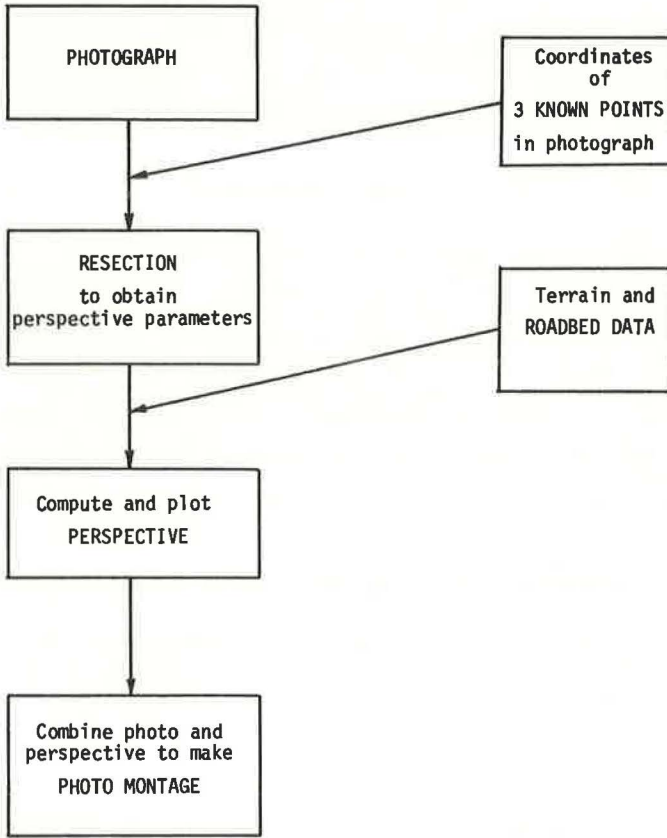 PHOTOGRAPH
Coordinates
of
3 KNOWN POINTS
in photograph
RESECTION
to obtain
perspective parameters
Terrain and
ROADBED DATA
Compute and plot
PERSPECTIVE
Combine photo and
perspective to make
PHOTO MONTAGE